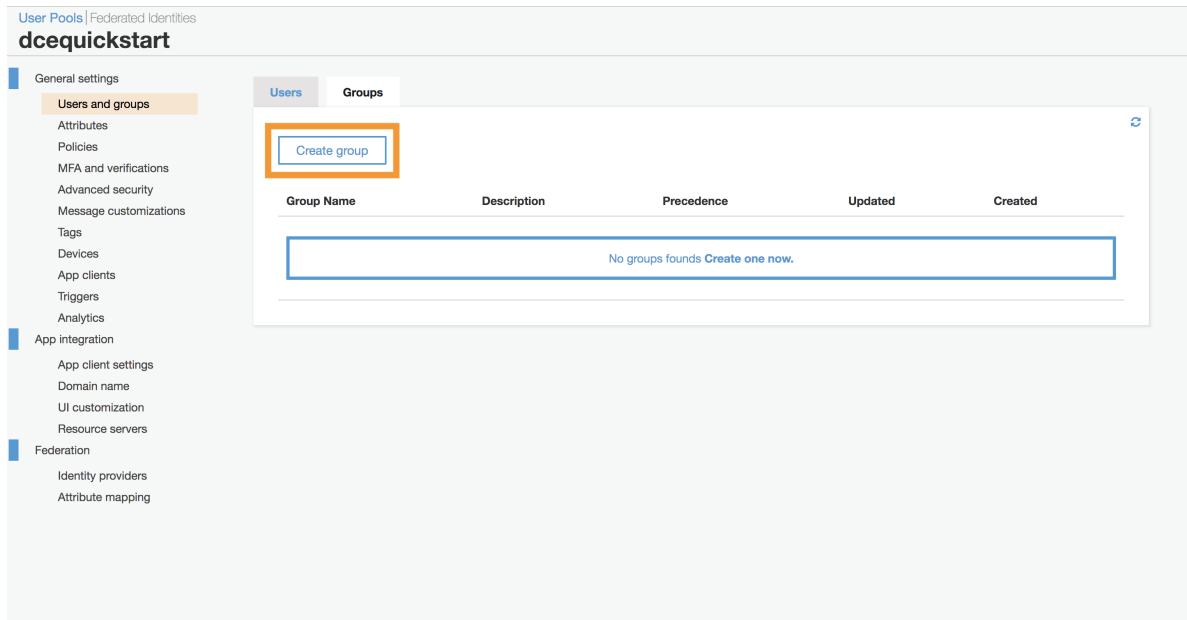 User Pools | Federated Identities
dcequickstart
General settings
Users and groups
Attributes
Policies
MFA and verifications
Advanced security
Message customizations
Tags
Devices
App clients
Triggers
Analytics
App integration
App client settings
Domain name
UI customization
Resource servers
Federation
Identity providers
Attribute mapping
Users Groups
Create group
Group Name Description Precedence Updated Created
No groups founds Create one now.